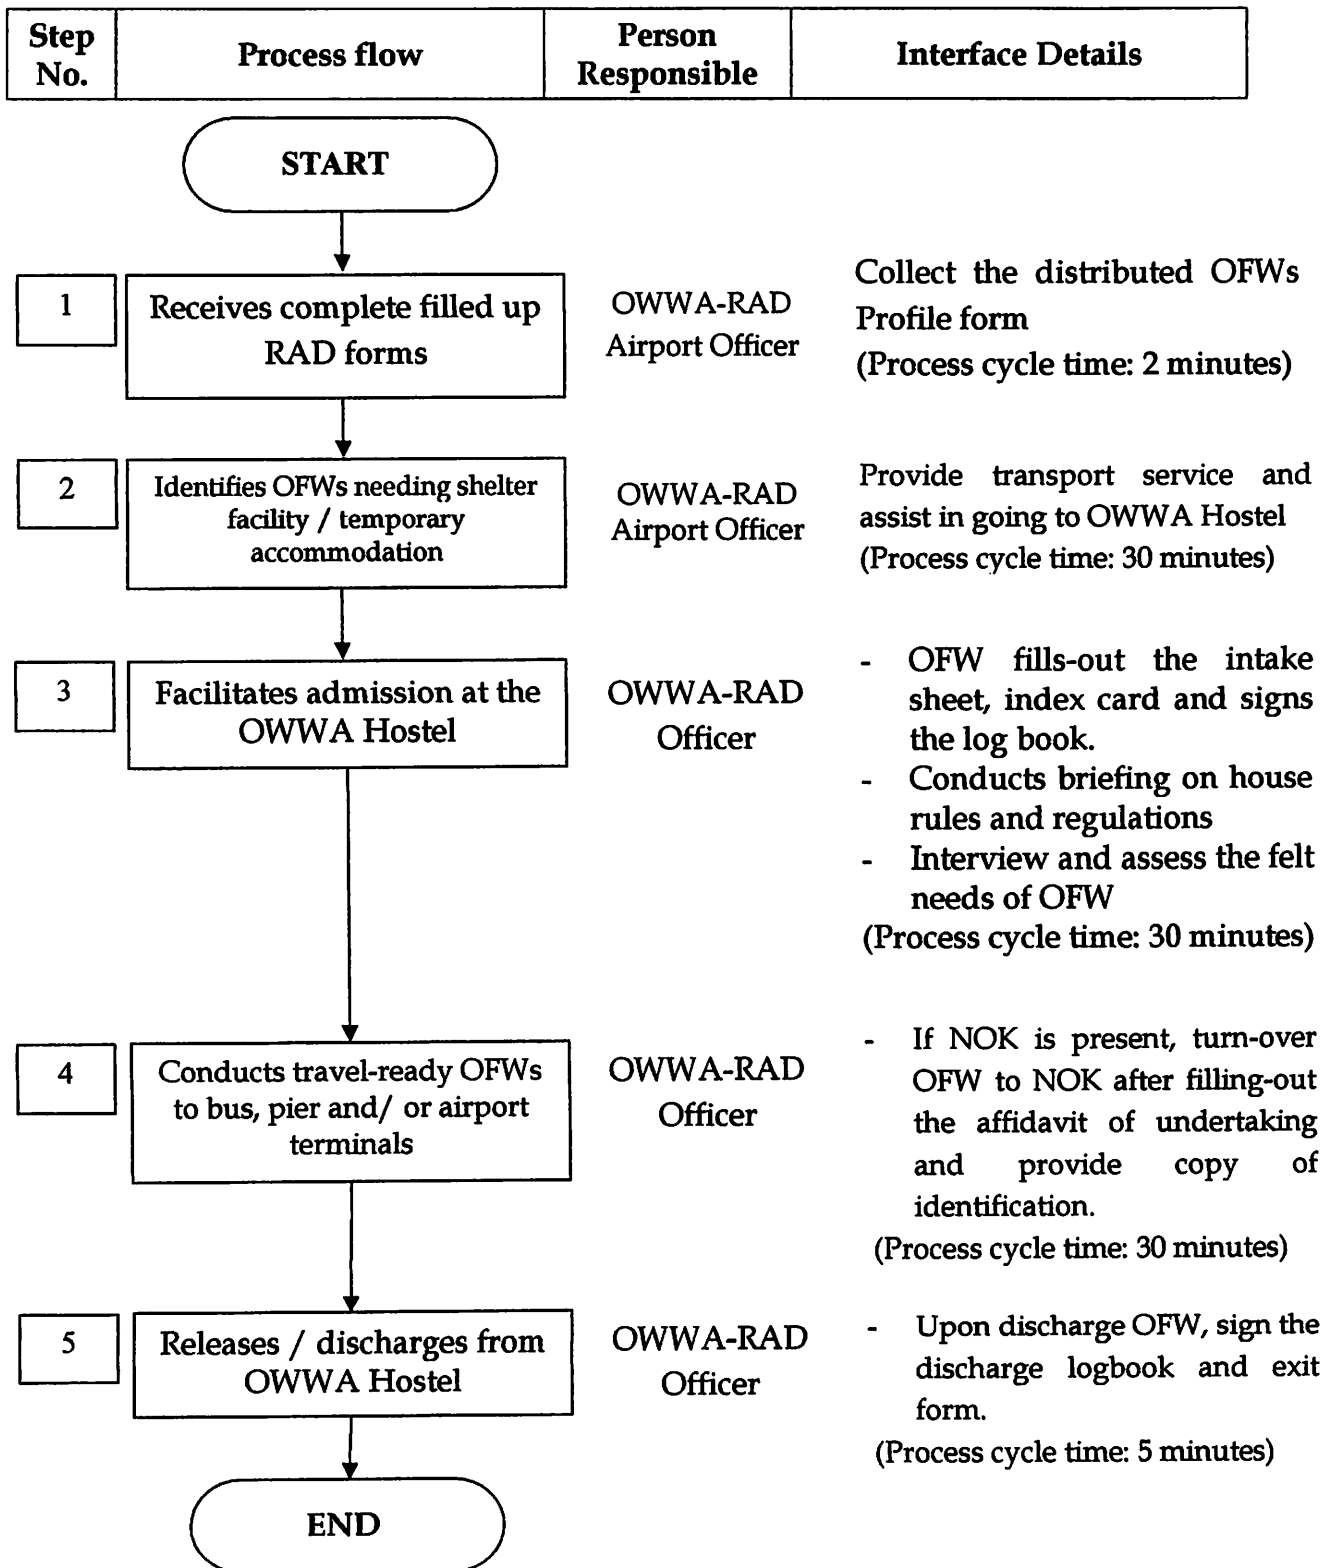 Step No.
Process flow
Person Responsible
Interface Details
START
1
Receives complete filled up
RAD forms
OWWA-RAD
Airport Officer
Collect the distributed OFWs
Profile form
(Process cycle time: 2 minutes)
2
Identifies OFWs needing shelter
facility / temporary
accommodation
OWWA-RAD
Airport Officer
Provide transport service and
assist in going to OWWA Hostel
(Process cycle time: 30 minutes)
3
Facilitates admission at the
OWWA Hostel
OWWA-RAD
Officer
- OFW fills-out the intake
sheet, index card and signs
the log book.
- Conducts briefing on house
rules and regulations
- Interview and assess the felt
needs of OFW
(Process cycle time: 30 minutes)
4
Conducts travel-ready OFWs
to bus, pier and/ or airport
terminals
OWWA-RAD
Officer
- If NOK is present, turn-over
OFW to NOK after filling-out
the affidavit of undertaking
and provide copy of
identification.
(Process cycle time: 30 minutes)
5
Releases / discharges from
OWWA Hostel
OWWA-RAD
Officer
- Upon discharge OFW, sign the
discharge logbook and exit
form.
(Process cycle time: 5 minutes)
END